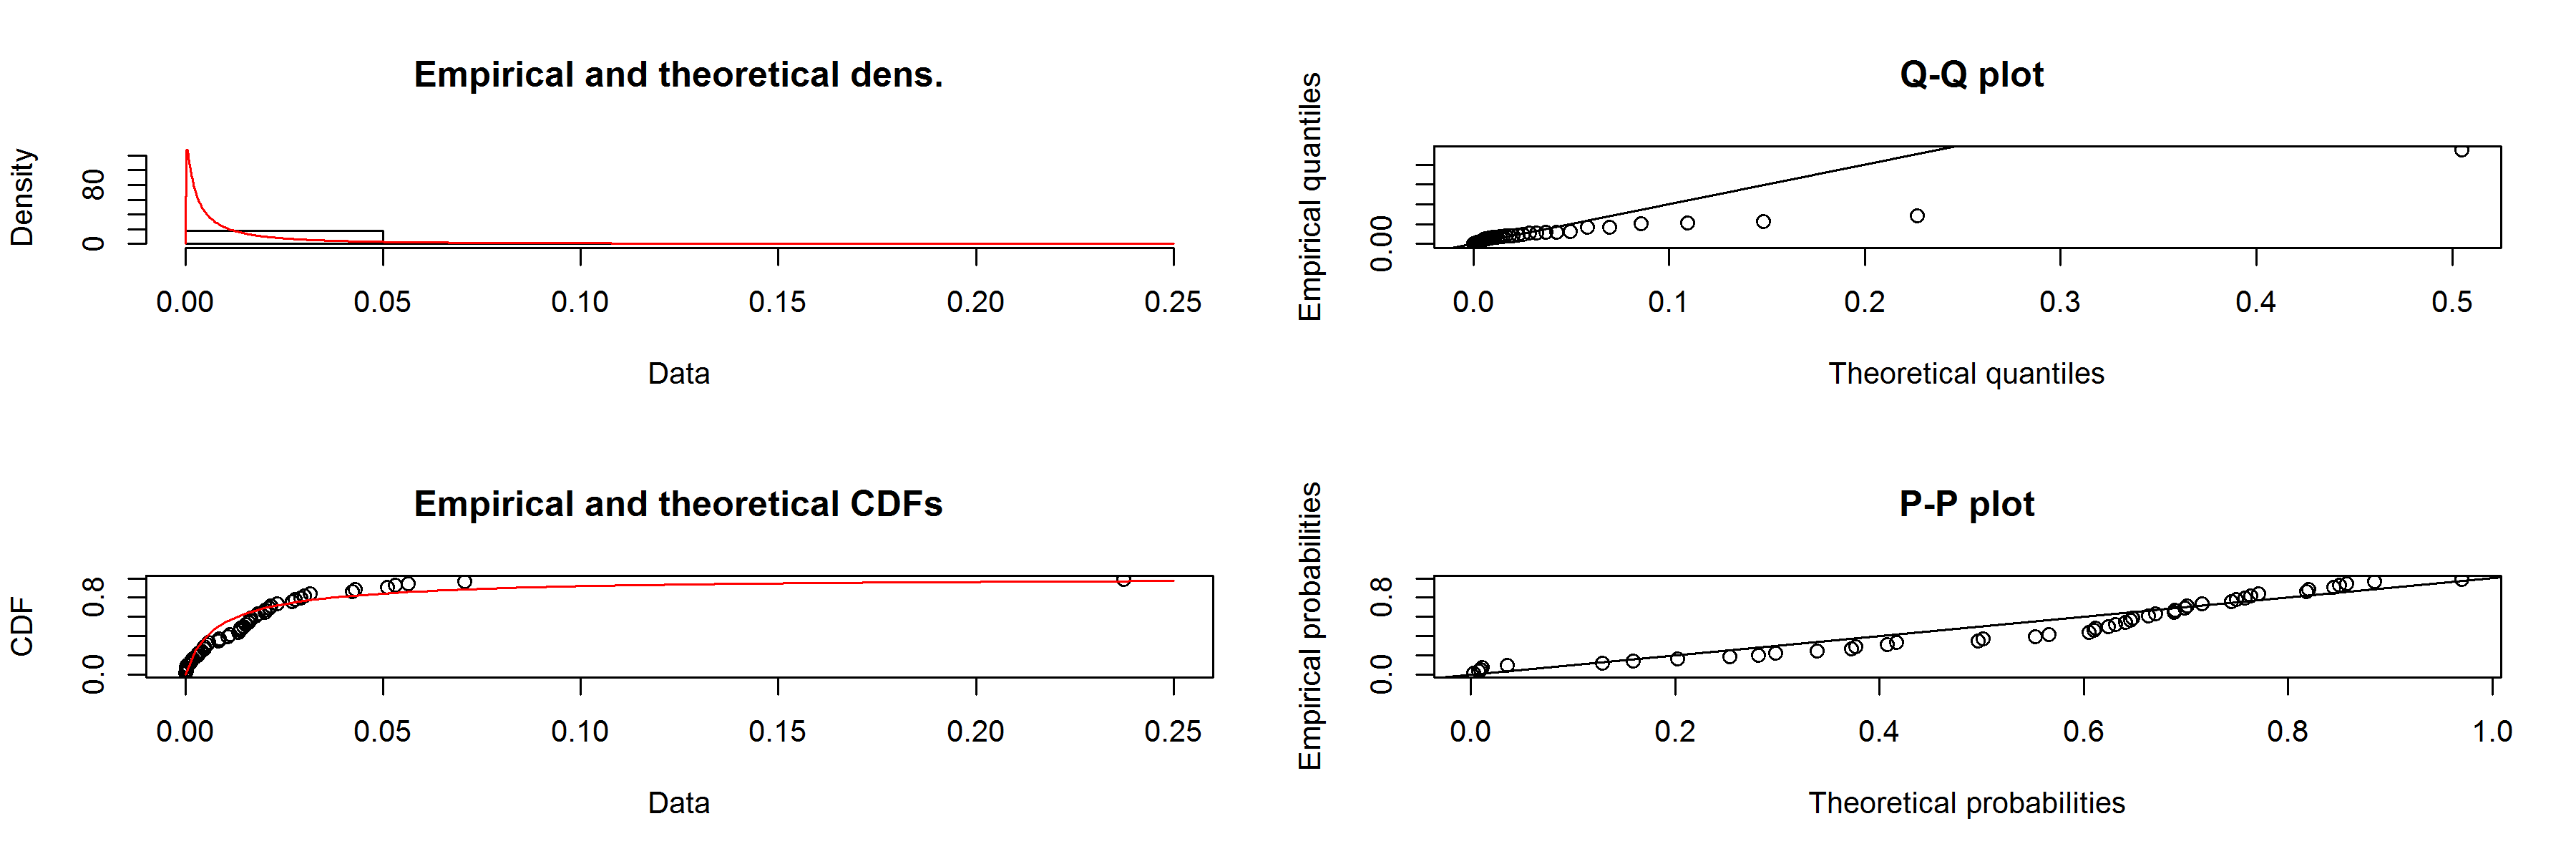 Empirical and theoretical dens.
Density
0 80
0.00 0.05 0.10 0.15 0.20 0.25
Data
Q-Q plot
Empirical quantiles
0.00
0.0 0.1 0.2 0.3 0.4 0.5
Theoretical quantiles
Empirical and theoretical CDFs
CDF
0.0 0.8
0.00 0.05 0.10 0.15 0.20 0.25
Data
P-P plot
Empirical probabilities
0.0 0.8
0.0 0.2 0.4 0.6 0.8 1.0
Theoretical probabilities